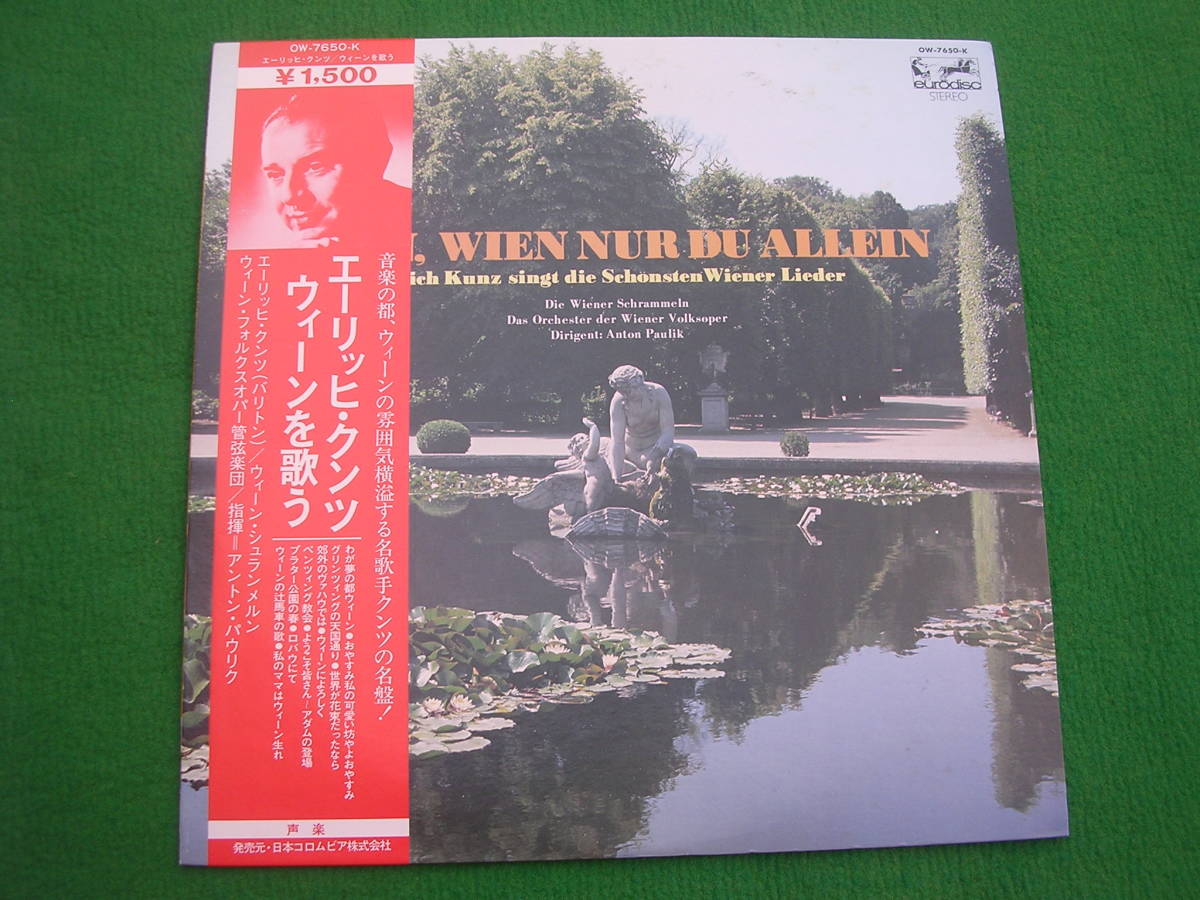 OW-7650-K
エーリッヒ・クンツ/ウィーンを歌う
¥1,500
音楽の都、ウィーンの雰囲気横溢する名歌手クンツの名盤!
エーリッヒ・クンツ
ウィーンを歌う
エーリッヒ・クンツ(バリトン)/ウィーン・シュランメルン
ウィーン・フォルクスオパー管弦楽団/指揮=アントン・パウリク
わが夢の都ウィーン●おやすみ私の可愛い坊やよおやすみ
グリンツィングの天国通り●世界が花束だったなら
郊外のヴァハウでは●ウィーンによろしく
ペンツィング教会●ようこそ皆さん−アダムの登場
プラター公園の春●ロバウにて
ウィーンの辻馬車の歌●私のママはウィーン生れ
声楽
発売元・日本コロムビア株式会社
OW-7650-K
eurodisc
STEREO
, WIEN NUR DU ALLEIN
ich Kunz singt die Schönsten Wiener Lieder
Die Wiener Schrammeln
Das Orchester der Wiener Volksoper
Dirigent: Anton Paulik